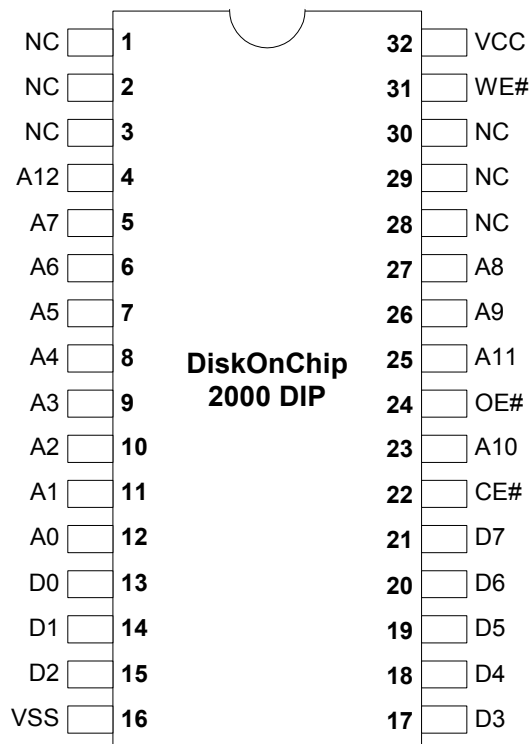 NC 1 32 VCC
NC 2 31 WE#
NC 3 30 NC
A12 4 29 NC
A7 5 28 NC
A6 6 27 A8
A5 7 26 A9
A4 8 25 A11
DiskOnChip
2000 DIP
A3 9 24 OE#
A2 10 23 A10
A1 11 22 CE#
A0 12 21 D7
D0 13 20 D6
D1 14 19 D5
D2 15 18 D4
VSS 16 17 D3